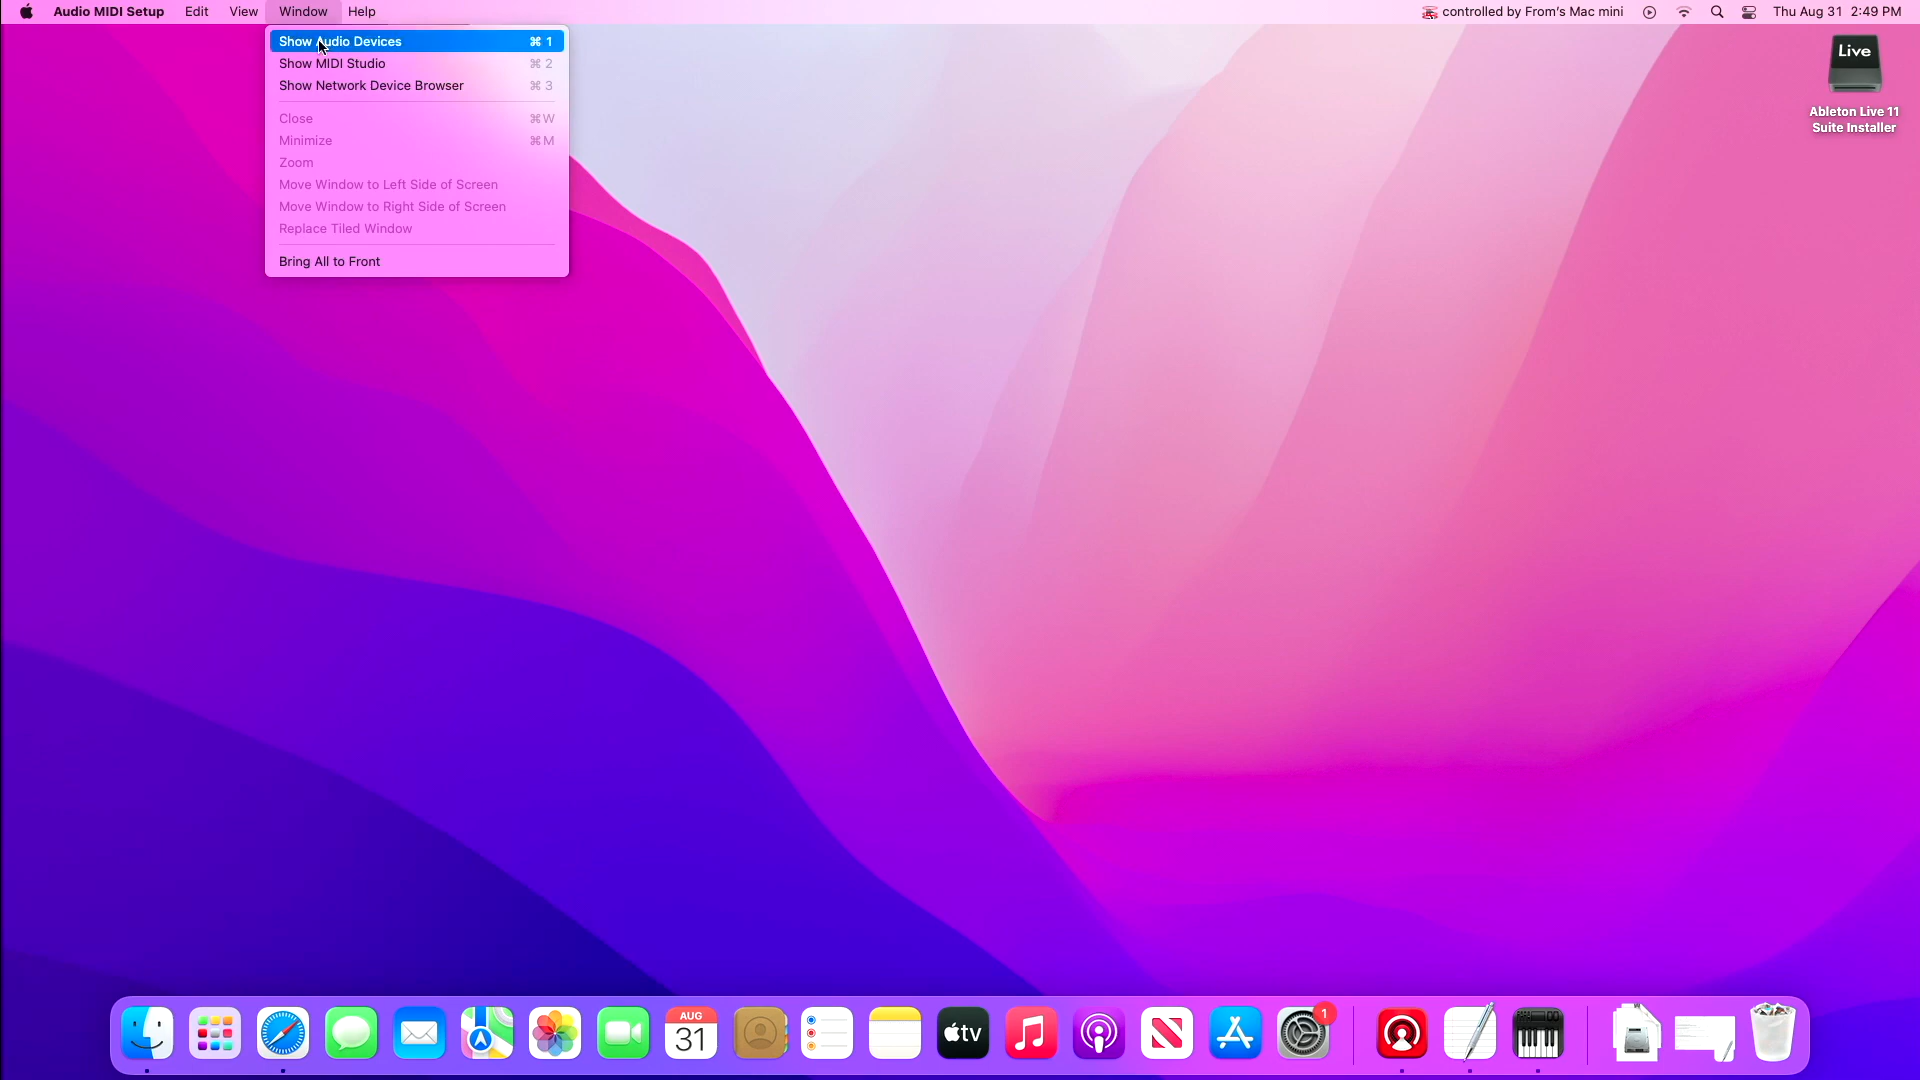 Audio MIDI Setup Edit View Window Help controlled by From's Mac mini Thu Aug 31 2:49 PM
Show Audio Devices ⌘ 1
Show MIDI Studio ⌘ 2
Show Network Device Browser ⌘ 3
Close ⌘W
Minimize ⌘M
Zoom
Move Window to Left Side of Screen
Move Window to Right Side of Screen
Replace Tiled Window
Bring All to Front
Live
Ableton Live 11
Suite Installer
AUG
31
tv
1